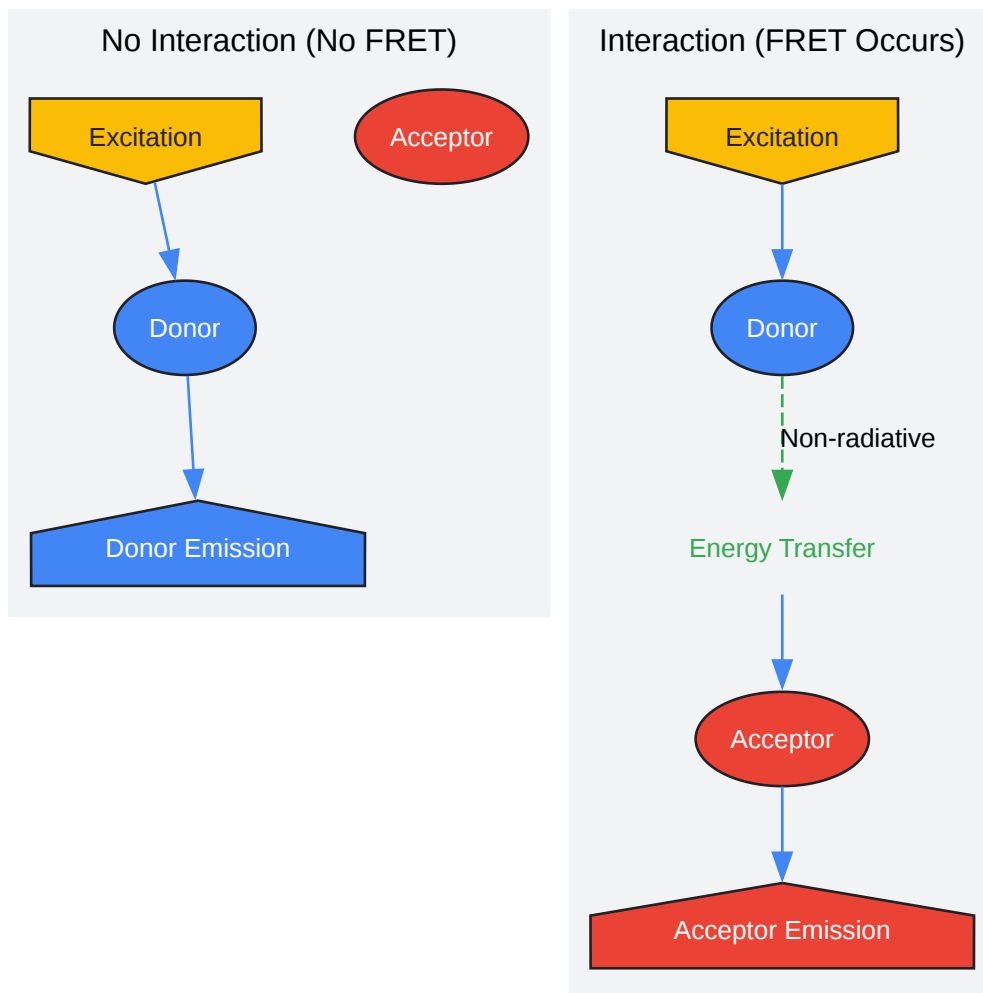 No Interaction (No FRET)
Excitation
Acceptor
Donor
Donor Emission
Interaction (FRET Occurs)
Excitation
Donor
Non-radiative
Energy Transfer
Acceptor
Acceptor Emission